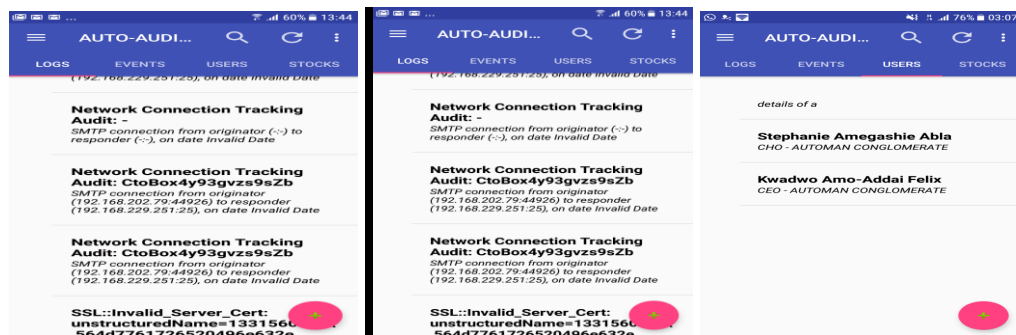 60% 13:44
AUTO-AUDI...
LOGS EVENTS USERS STOCKS
(192.168.229.251:25), on date Invalid Date
Network Connection Tracking
Audit: -
SMTP connection from originator (-:-) to
responder (-:-), on date Invalid Date
Network Connection Tracking
Audit: CtoBox4y93gvzs9sZb
SMTP connection from originator
(192.168.202.79:44926) to responder
(192.168.229.251:25), on date Invalid Date
Network Connection Tracking
Audit: CtoBox4y93gvzs9sZb
SMTP connection from originator
(192.168.202.79:44926) to responder
(192.168.229.251:25), on date Invalid Date
SSL::Invalid_Server_Cert:
unstructuredName=1331560
564d7761726520496e632e
60% 13:44
AUTO-AUDI...
LOGS EVENTS USERS STOCKS
(192.168.229.251:25), on date Invalid Date
Network Connection Tracking
Audit: -
SMTP connection from originator (-:-) to
responder (-:-), on date Invalid Date
Network Connection Tracking
Audit: CtoBox4y93gvzs9sZb
SMTP connection from originator
(192.168.202.79:44926) to responder
(192.168.229.251:25), on date Invalid Date
Network Connection Tracking
Audit: CtoBox4y93gvzs9sZb
SMTP connection from originator
(192.168.202.79:44926) to responder
(192.168.229.251:25), on date Invalid Date
SSL::Invalid_Server_Cert:
unstructuredName=1331560
564d7761726520496e632e
76% 03:07
AUTO-AUDI...
LOGS EVENTS USERS STOCKS
details of a
Stephanie Amegashie Abla
CHO - AUTOMAN CONGLOMERATE
Kwadwo Amo-Addai Felix
CEO - AUTOMAN CONGLOMERATE